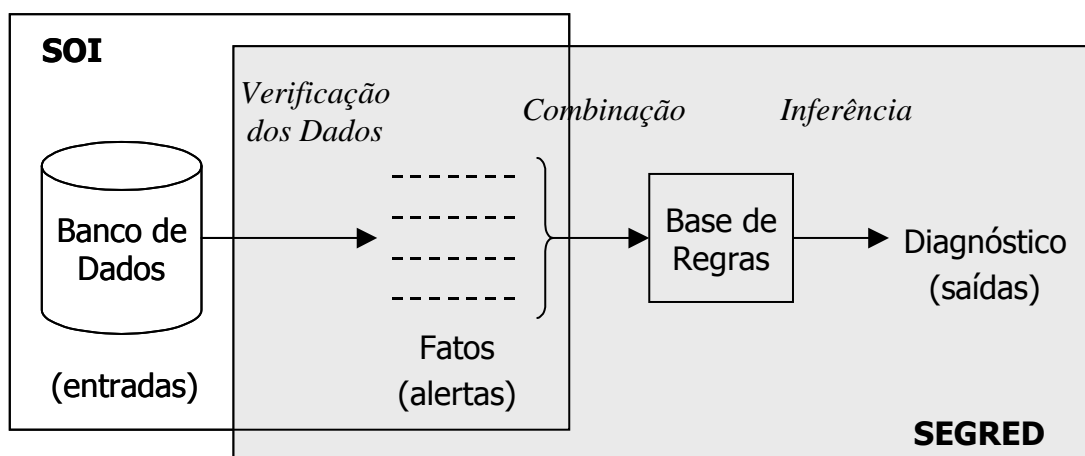 SOI
Verificação
dos Dados
Combinação
Inferência
Banco de
Dados
(entradas)
Fatos
(alertas)
Base de
Regras
Diagnóstico
(saídas)
SEGRED